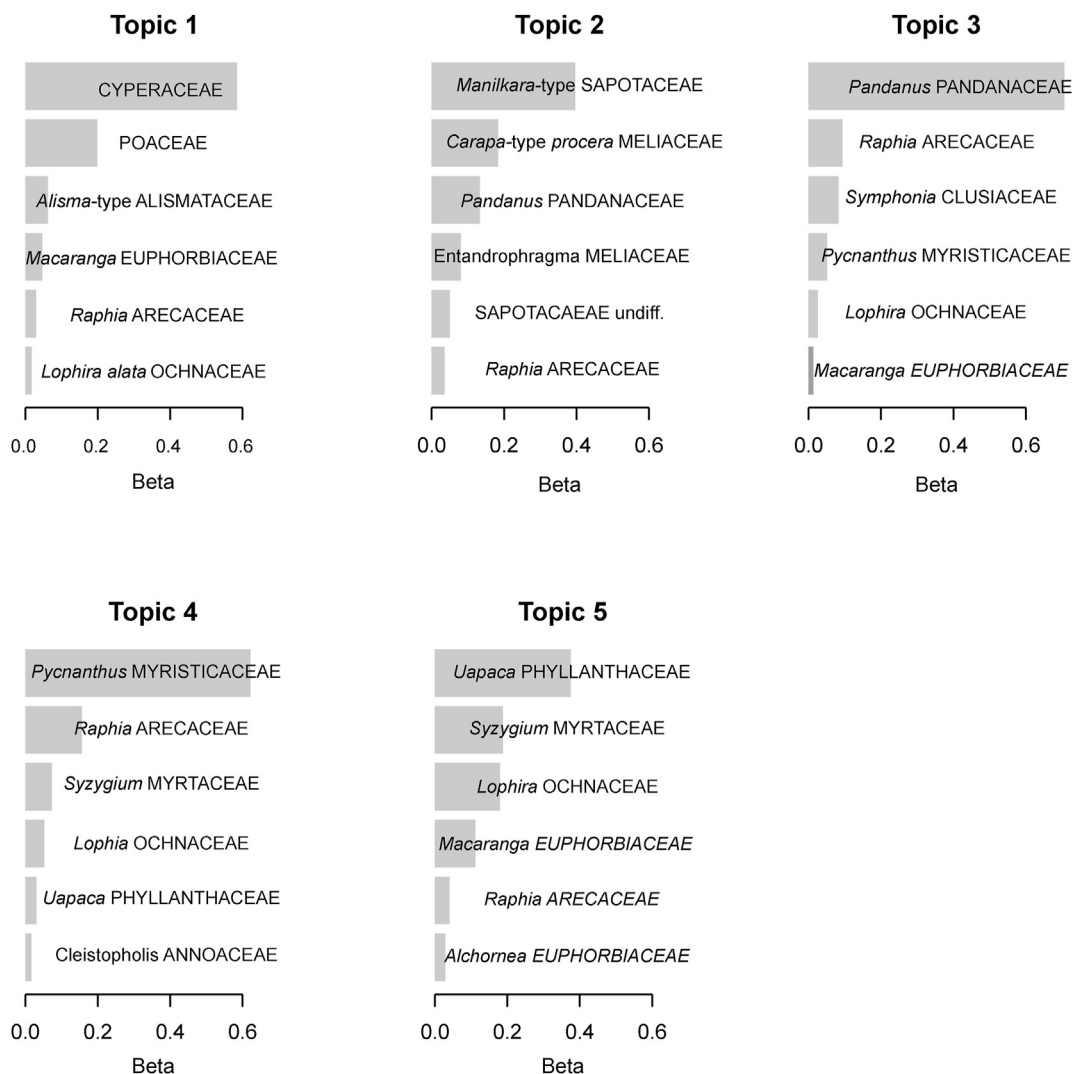 Topic 1
CYPERACEAE
POACEAE
Alisma-type ALISMATACEAE
Macaranga EUPHORBIACEAE
Raphia ARECACEAE
Lophira alata OCHNACEAE
0.0 0.2 0.4 0.6
Beta
Topic 2
Manilkara-type SAPOTACEAE
Carapa-type procera MELIACEAE
Pandanus PANDANACEAE
Entandrophragma MELIACEAE
SAPOTACAEAE undiff.
Raphia ARECACEAE
0.0 0.2 0.4 0.6
Beta
Topic 3
Pandanus PANDANACEAE
Raphia ARECACEAE
Symphonia CLUSIACEAE
Pycnanthus MYRISTICACEAE
Lophira OCHNACEAE
Macaranga EUPHORBIACEAE
0.0 0.2 0.4 0.6
Beta
Topic 4
Pycnanthus MYRISTICACEAE
Raphia ARECACEAE
Syzygium MYRTACEAE
Lophia OCHNACEAE
Uapaca PHYLLANTHACEAE
Cleistopholis ANNOACEAE
0.0 0.2 0.4 0.6
Beta
Topic 5
Uapaca PHYLLANTHACEAE
Syzygium MYRTACEAE
Lophira OCHNACEAE
Macaranga EUPHORBIACEAE
Raphia ARECACEAE
Alchornea EUPHORBIACEAE
0.0 0.2 0.4 0.6
Beta